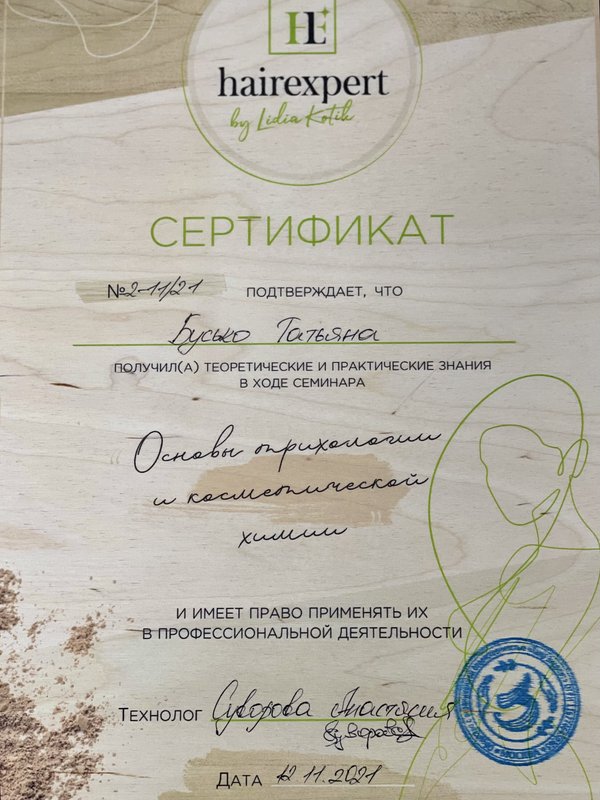 HE
hairexpert
by Lidia Kotik
СЕРТИФИКАТ
№2-11/21 ПОДТВЕРЖДАЕТ, ЧТО
Бусько Татьяна
ПОЛУЧИЛ(А) ТЕОРЕТИЧЕСКИЕ И ПРАКТИЧЕСКИЕ ЗНАНИЯ
В ХОДЕ СЕМИНАРА
Основы трихологии
и косметической
химии
И ИМЕЕТ ПРАВО ПРИМЕНЯТЬ ИХ
В ПРОФЕССИОНАЛЬНОЙ ДЕЯТЕЛЬНОСТИ
ТЕХНОЛОГ Суворова Анастасия
ДАТА 12.11.2021